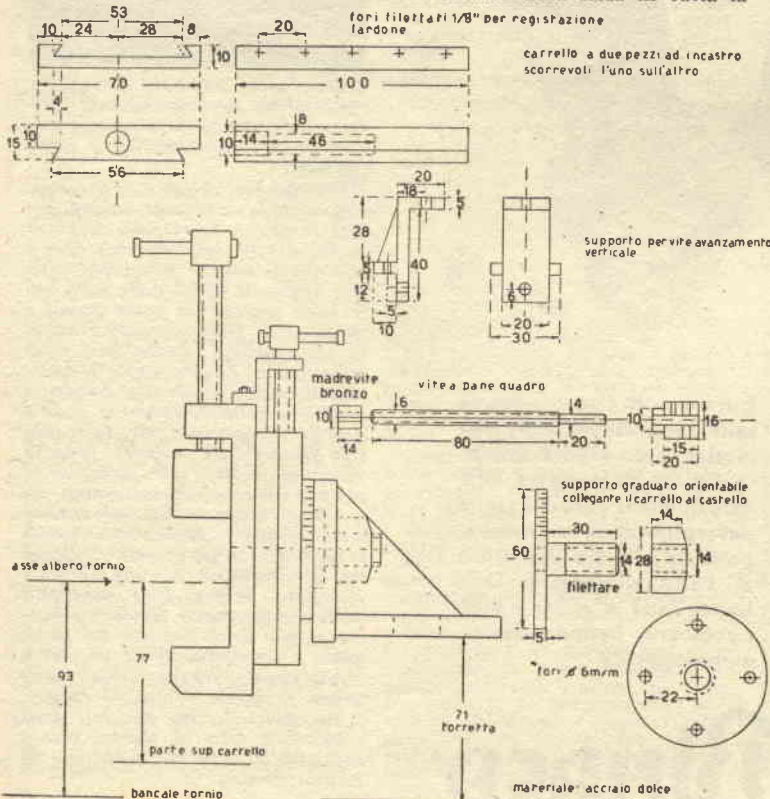 53
10 24 28 8
70
4
10
15
56
fori filettati 1/8" per registazione
lardone
20
10
100
8
10
14 46
carrello a due pezzi ad incastro
scorrevoli l'uno sull'altro
20
18
5
28
40
5
12
5
10
6
20
30
supporto per vite avanzamento
verticale
madrevite
bronzo
10
14
vite a pane quadro
6
4
80 20
10
16
15
20
supporto graduato orientabile
collegante il carrello al castello
14
30
60
14
28
14
filettare
5
fori ø 6m/m
22
asse albero tornio
77
93
71
torretta
parte sup. carrello
bancale tornio
materiale acciaio dolce